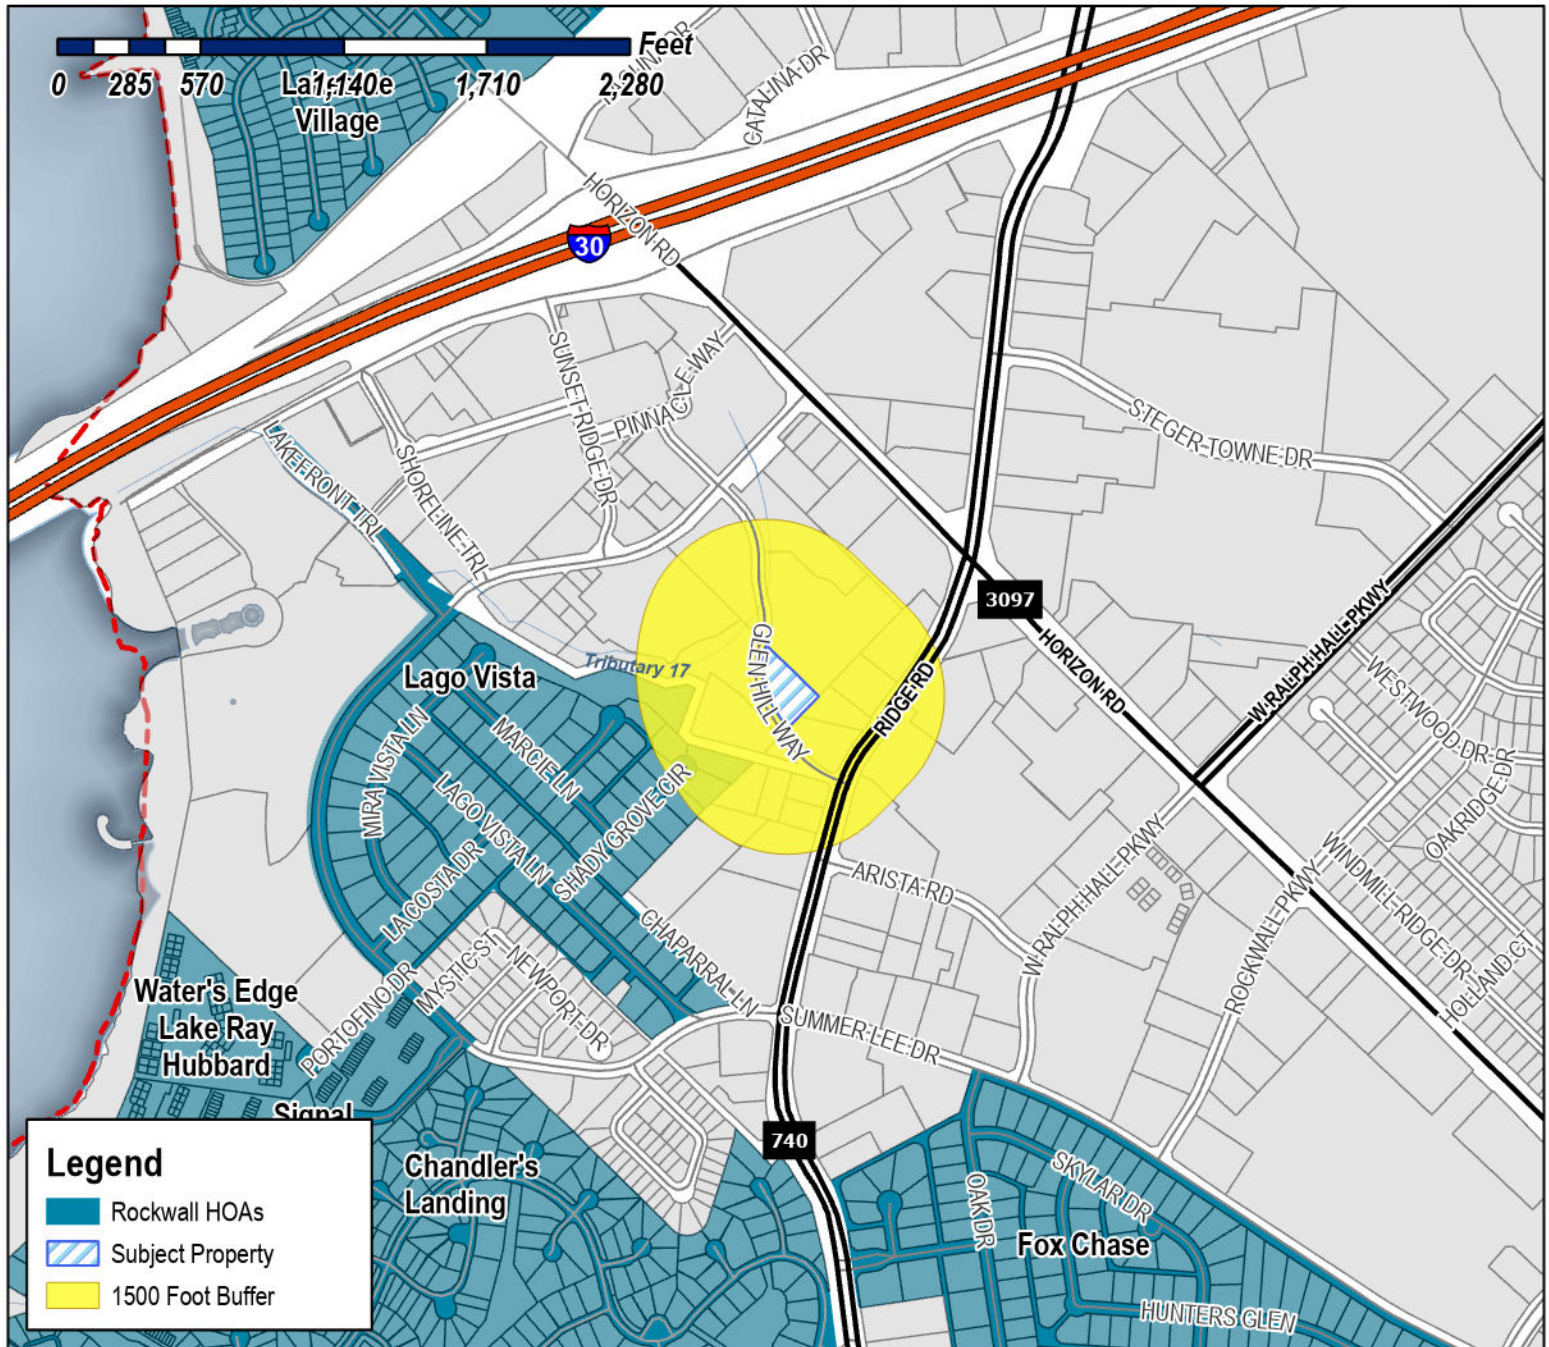 Feet
0 285 570 1,140 1,710 2,280
Village
CATALINA DR
HORIZON RD
30
SUNSET RIDGE DR
PINNACLE WAY
STEGER TOWNE DR
LAKEFRONT TRL
SHORELINE TRL
3097
HORIZON RD
W RALPH HALL PKWY
GLEN HILL WAY
Tributary 17
RIDGE RD
WESTWOOD DR
Lago Vista
MIRA VISTA LN
MARCIE LN
LAGO VISTA LN
SHADY GROVE CIR
OAKRIDGE DR
LA COSTA DR
ARISTA RD
W RALPH HALL PKWY
WINDMILL RIDGE DR
HOLLAND CT
ROCKWALL PKWY
CHAPARRAL LN
MYSTIC ST
NEWPORT DR
PORTOFINO DR
SUMMER LEE DR
Water's Edge
Lake Ray
Hubbard
Signal
740
Chandler's
Landing
SKYLAR DR
OAK DR
Fox Chase
HUNTERS GLEN
Legend
Rockwall HOAs
Subject Property
1500 Foot Buffer